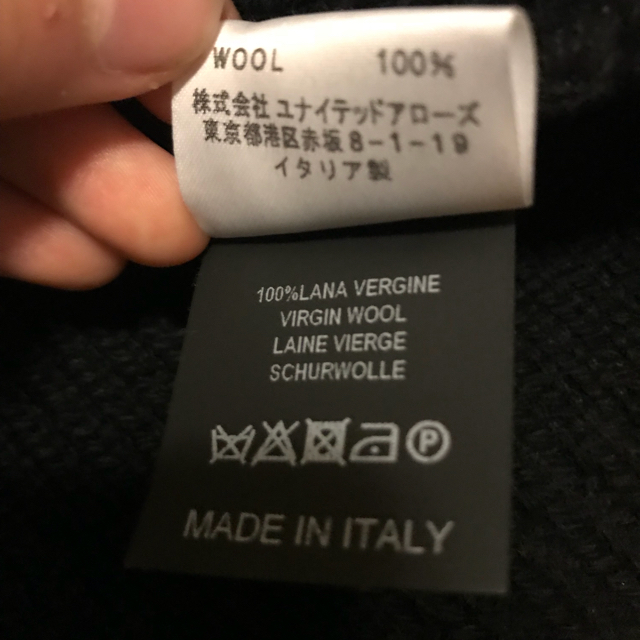 WOOL 100%
株式会社 ユナイテッドアローズ
東京都港区赤坂8-1-19
イタリア製
100%LANA VERGINE
VIRGIN WOOL
LAINE VIERGE
SCHURWOLLE
P
MADE IN ITALY